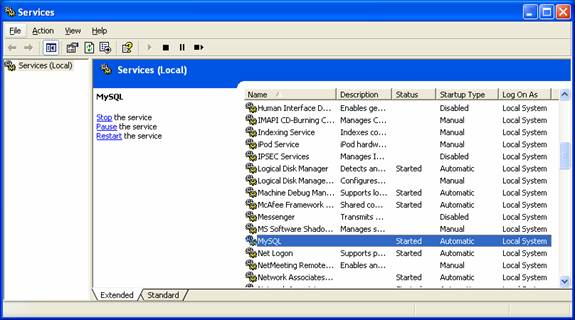 Services
File Action View Help
Services (Local)
Services (Local)
MySQL
Stop the service
Pause the service
Restart the service
Name Description Status Startup Type Log On As
Human Interface D... Enables ge... Disabled Local System
IMAPI CD-Burning C... Manages C... Manual Local System
Indexing Service Indexes co... Manual Local System
iPod Service iPod hardw... Manual Local System
IPSEC Services Manages I... Disabled Local System
Logical Disk Manager Detects an... Started Automatic Local System
Logical Disk Manage... Configures... Manual Local System
Machine Debug Man... Supports lo... Started Automatic Local System
McAfee Framework ... Shared co... Started Automatic Local System
Messenger Transmits ... Disabled Local System
MS Software Shado... Manages s... Manual Local System
MySQL Started Automatic Local System
Net Logon Supports p... Started Automatic Local System
NetMeeting Remote... Enables an... Manual Local System
Network Associates... Started Automatic Local System
Extended Standard